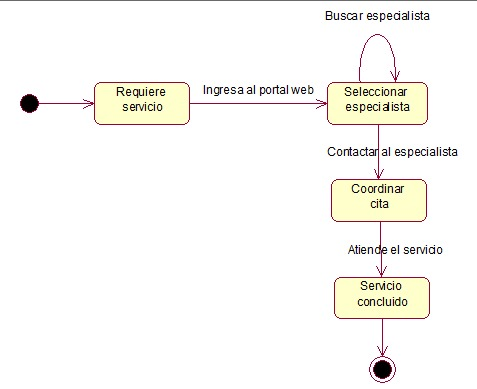 Buscar especialista
Requiere
servicio
Ingresa al portal web
Seleccionar
especialista
Contactar al especialista
Coordinar
cita
Atiende el servicio
Servicio
concluido